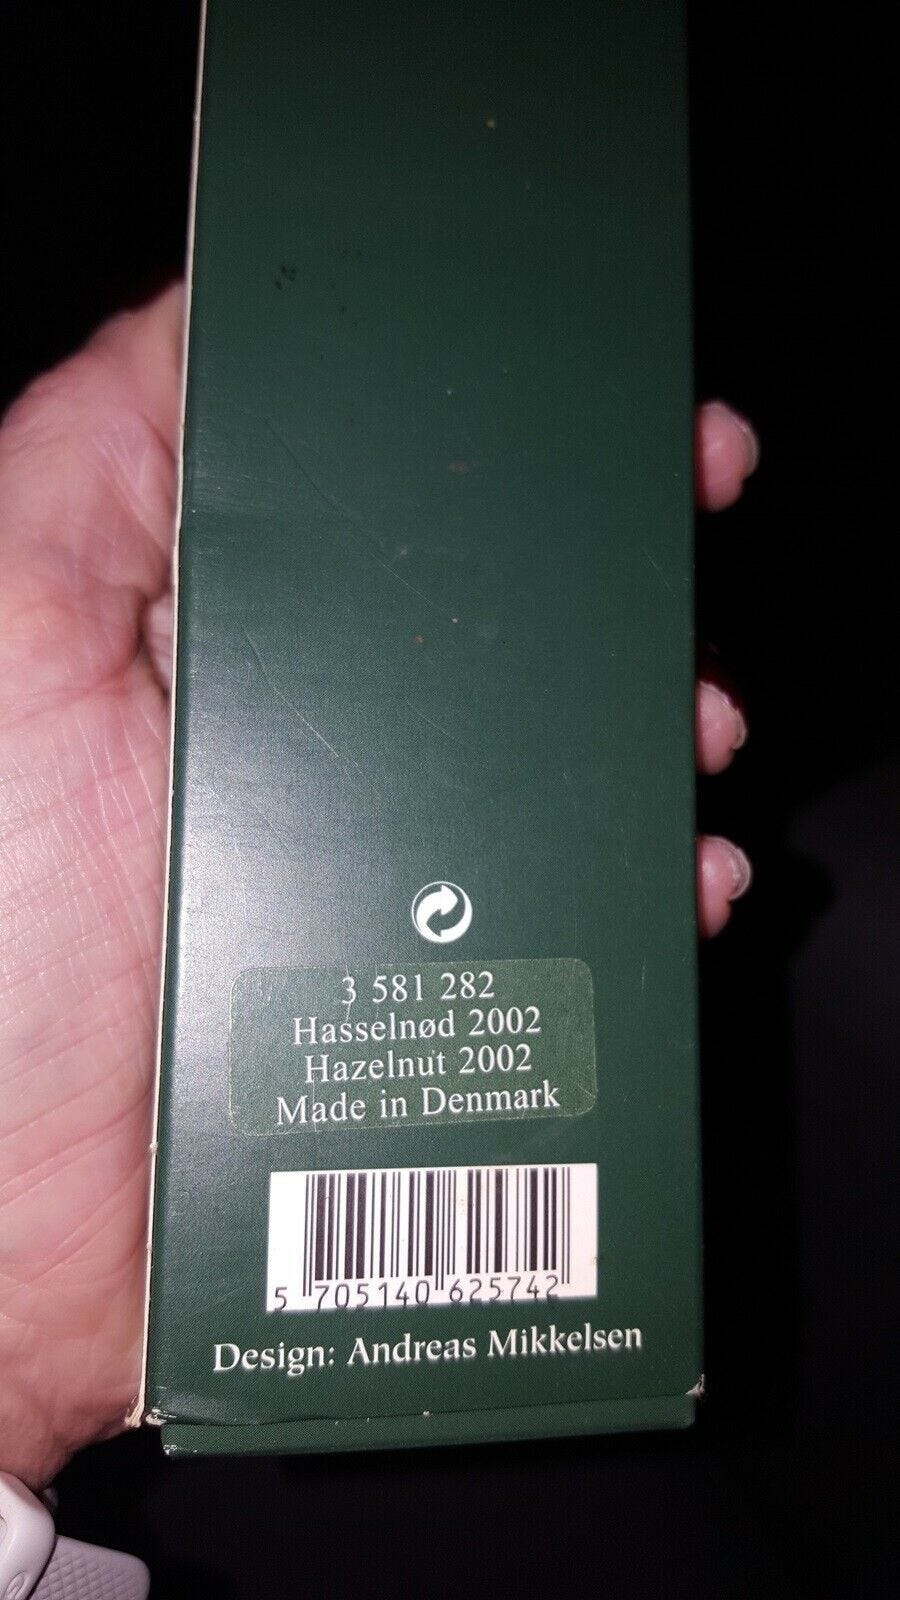 3 581 282
Hasselnød 2002
Hazelnut 2002
Made in Denmark
5 705140 625742
Design: Andreas Mikkelsen